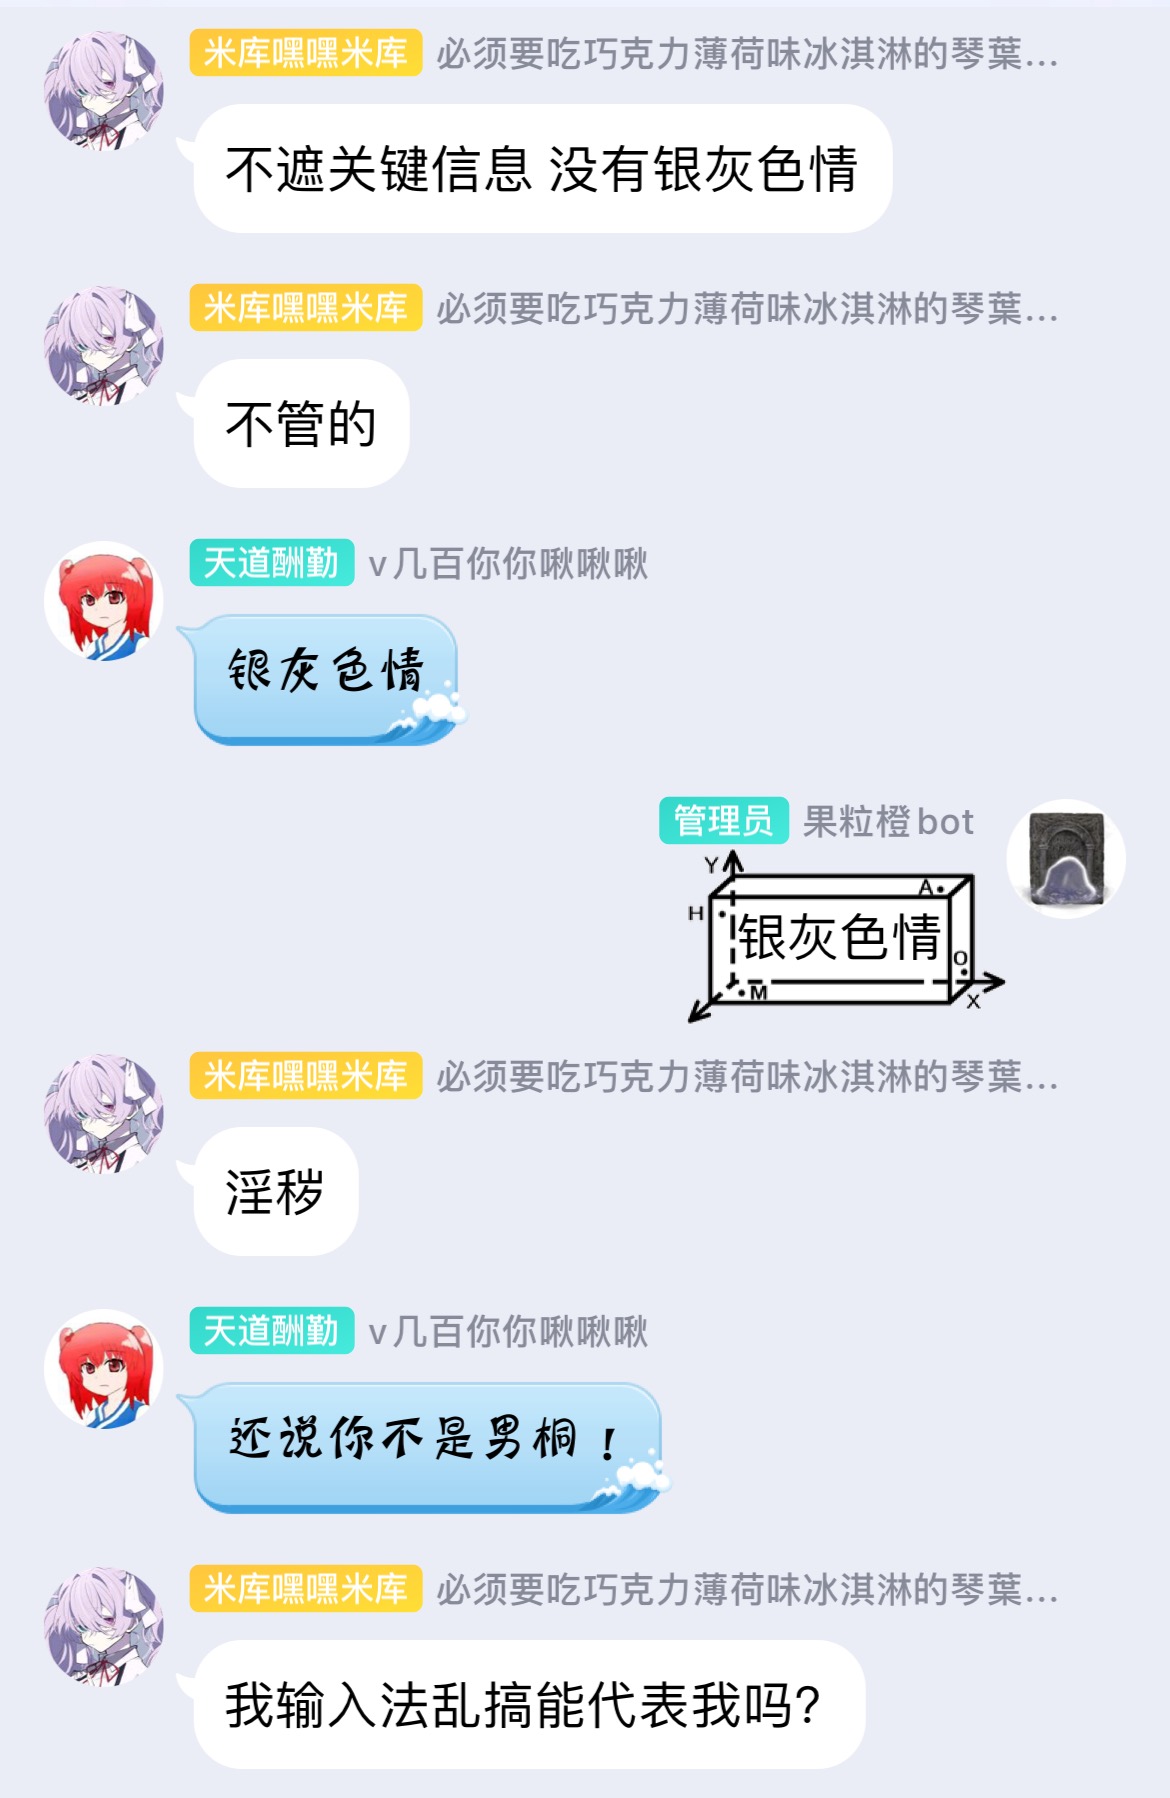 米库嘿嘿米库 必须要吃巧克力薄荷味冰淇淋的琴葉...
不遮关键信息 没有银灰色情
米库嘿嘿米库 必须要吃巧克力薄荷味冰淇淋的琴葉...
不管的
天道酬勤 v几百你你啾啾啾
银灰色情
管理员 果粒橙bot
Y
A
H
银灰色情
O
M
X
米库嘿嘿米库 必须要吃巧克力薄荷味冰淇淋的琴葉...
淫秽
天道酬勤 v几百你你啾啾啾
还说你不是男桐！
米库嘿嘿米库 必须要吃巧克力薄荷味冰淇淋的琴葉...
我输入法乱搞能代表我吗?